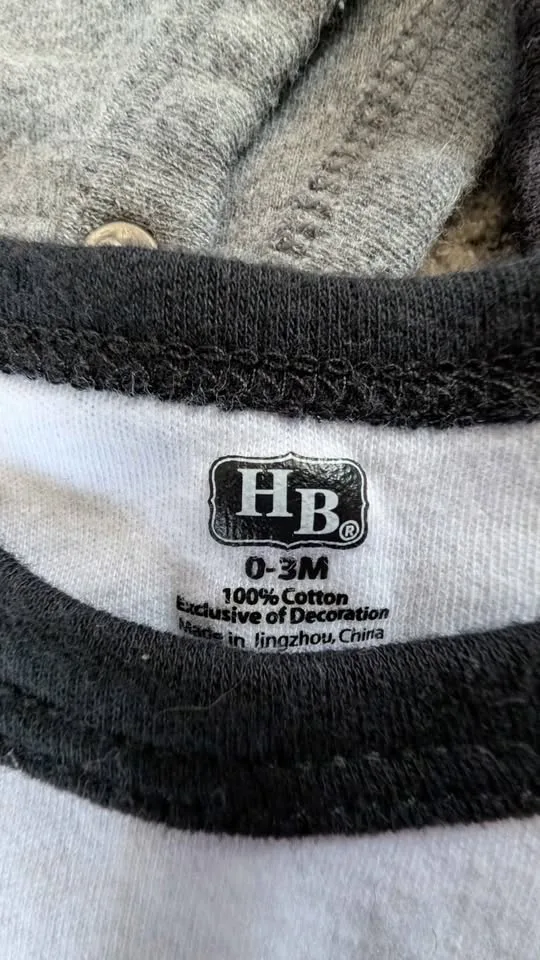 HB®
0-3M
100% Cotton
Exclusive of Decoration
Made in Jingzhou, China